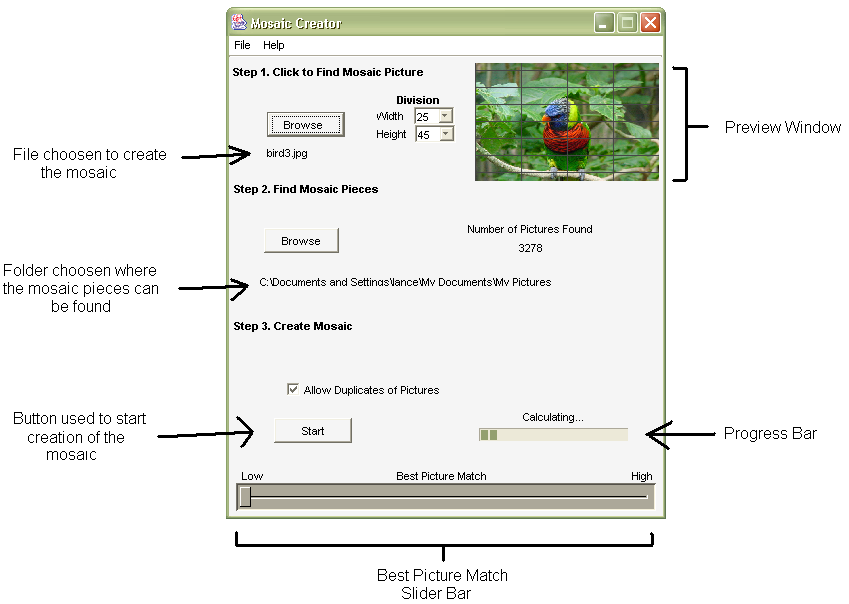 Mosaic Creator
File Help
Step 1. Click to Find Mosaic Picture
Division
Width 25
Height 45
Browse
bird3.jpg
File choosen to create
the mosaic
Preview Window
Step 2. Find Mosaic Pieces
Browse
Number of Pictures Found
3278
Folder choosen where
the mosaic pieces can
be found
C:\Documents and Settings\lance\My Documents\My Pictures
Step 3. Create Mosaic
Allow Duplicates of Pictures
Button used to start
creation of the
mosaic
Start
Calculating...
Progress Bar
Low Best Picture Match High
Best Picture Match
Slider Bar